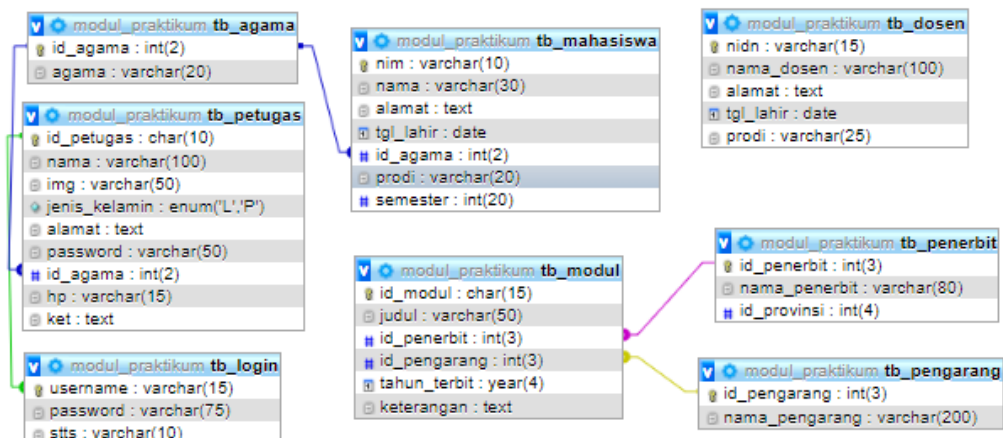 modul_praktikum tb_agama
id_agama : int(2)
agama : varchar(20)
modul_praktikum tb_petugas
id_petugas : char(10)
nama : varchar(100)
img : varchar(50)
jenis_kelamin : enum('L','P')
alamat : text
password : varchar(50)
id_agama : int(2)
hp : varchar(15)
ket : text
modul_praktikum tb_login
username : varchar(15)
password : varchar(75)
stts : varchar(10)
modul_praktikum tb_mahasiswa
nim : varchar(10)
nama : varchar(30)
alamat : text
tgl_lahir : date
id_agama : int(2)
prodi : varchar(20)
semester : int(20)
modul_praktikum tb_modul
id_modul : char(15)
judul : varchar(50)
id_penerbit : int(3)
id_pengarang : int(3)
tahun_terbit : year(4)
keterangan : text
modul_praktikum tb_dosen
nidn : varchar(15)
nama_dosen : varchar(100)
alamat : text
tgl_lahir : date
prodi : varchar(25)
modul_praktikum tb_penerbit
id_penerbit : int(3)
nama_penerbit : varchar(80)
id_provinsi : int(4)
modul_praktikum tb_pengarang
id_pengarang : int(3)
nama_pengarang : varchar(200)